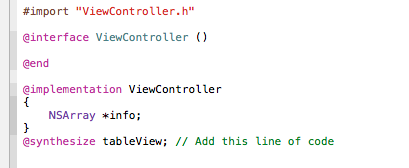 #import "ViewController.h"
@interface ViewController ()
@end
@implementation ViewController
{
NSArray *info;
}
@synthesize tableView; // Add this line of code